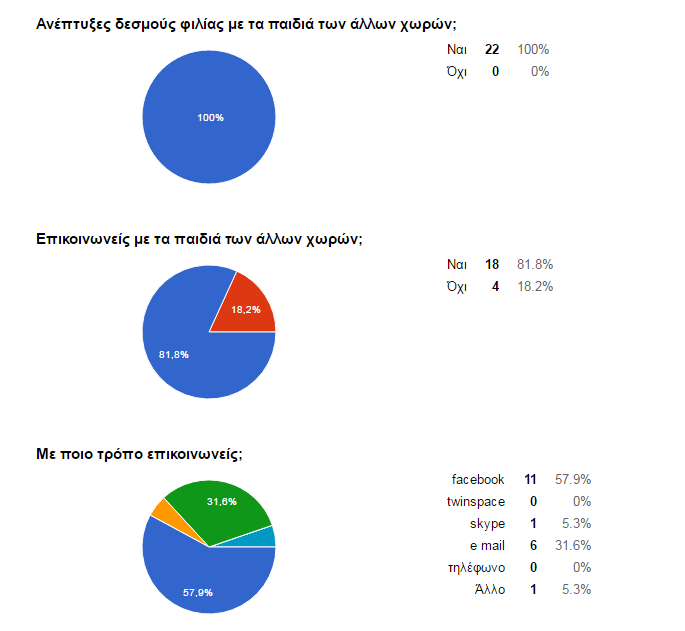 Ανέπτυξες δεσμούς φιλίας με τα παιδιά των άλλων χωρών;
Ναι 22 100%
Όχι 0 0%
100%
Επικοινωνείς με τα παιδιά των άλλων χωρών;
Ναι 18 81.8%
Όχι 4 18.2%
18,2%
81,8%
Με ποιο τρόπο επικοινωνείς;
facebook 11 57.9%
twinspace 0 0%
skype 1 5.3%
e mail 6 31.6%
τηλέφωνο 0 0%
Άλλο 1 5.3%
31,6%
57,9%